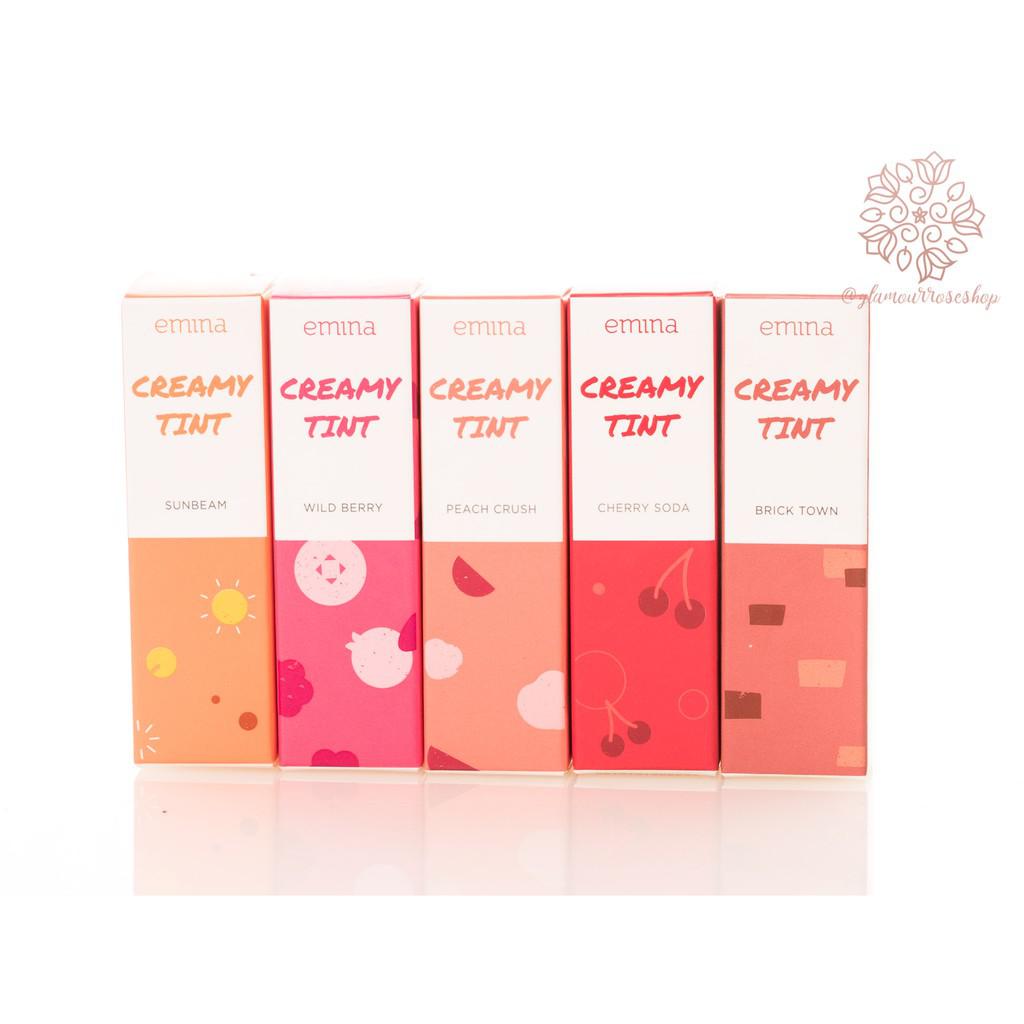 @glamourroseshop
emina
CREAMY
TINT
SUNBEAM
emina
CREAMY
TINT
WILD BERRY
emina
CREAMY
TINT
PEACH CRUSH
emina
CREAMY
TINT
CHERRY SODA
emina
CREAMY
TINT
BRICK TOWN